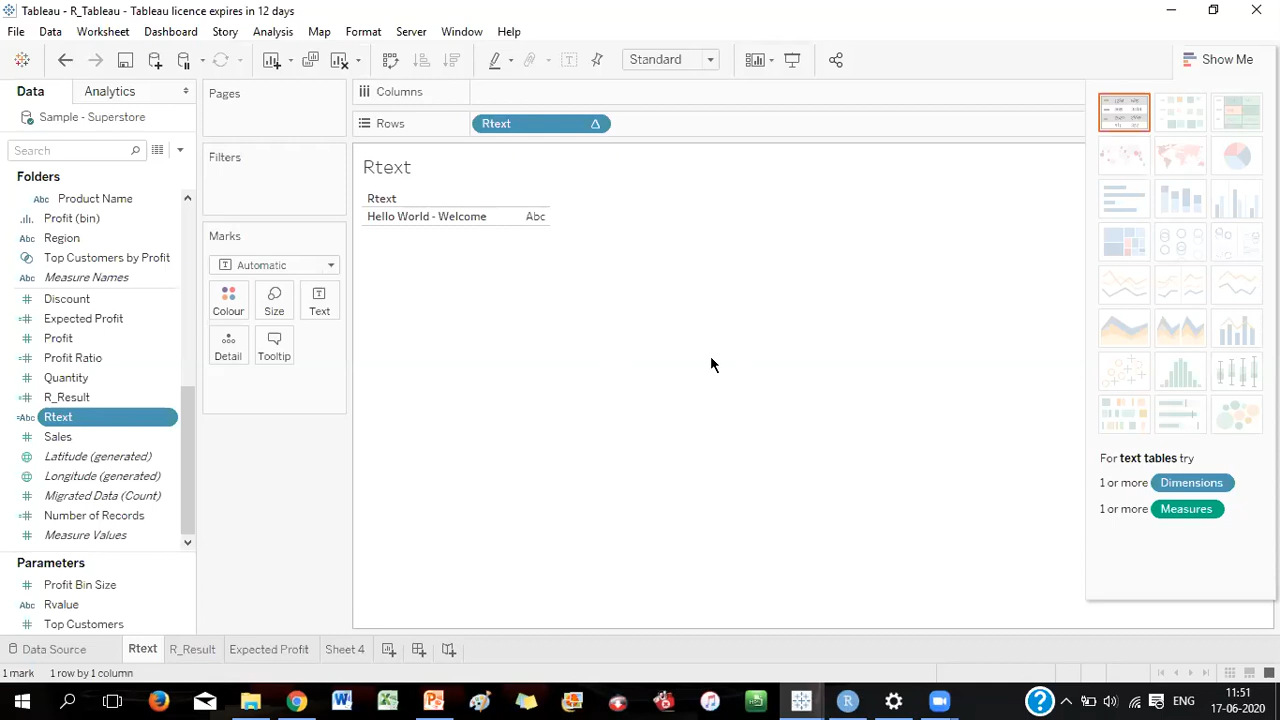 Tableau - R_Tableau - Tableau licence expires in 12 days
File Data Worksheet Dashboard Story Analysis Map Format Server Window Help
Standard
Show Me
Data Analytics
Sample - Superstore
Search
Folders
Abc Product Name
Profit (bin)
Abc Region
Top Customers by Profit
Abc Measure Names
Discount
Expected Profit
Profit
Profit Ratio
Quantity
R_Result
=Abc Rtext
Sales
Latitude (generated)
Longitude (generated)
Migrated Data (Count)
Number of Records
Measure Values
Parameters
Profit Bin Size
Abc Rvalue
Top Customers
Pages
Filters
Marks
Automatic
Colour Size Text
Detail Tooltip
Columns
Rows Rtext
Rtext
Rtext
Hello World - Welcome Abc
For text tables try
1 or more Dimensions
1 or more Measures
Data Source Rtext R_Result Expected Profit Sheet 4
1 mark 1 row by 1 column
ENG
11:51
17-06-2020